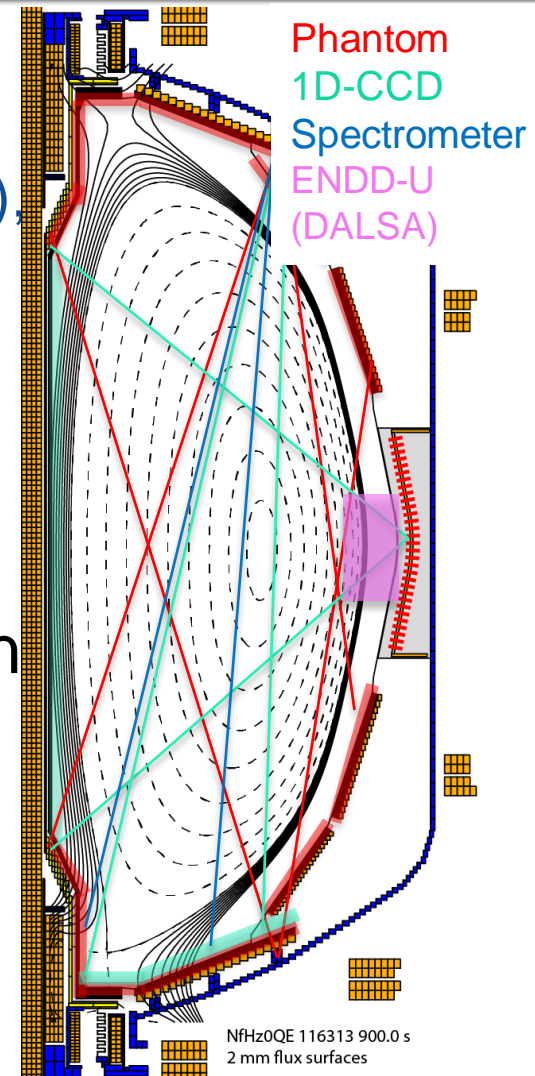 Phantom
1D-CCD
Spectrometer
ENDD-U
(DALSA)
),
n
NfHz0QE 116313 900.0 s
2 mm flux surfaces